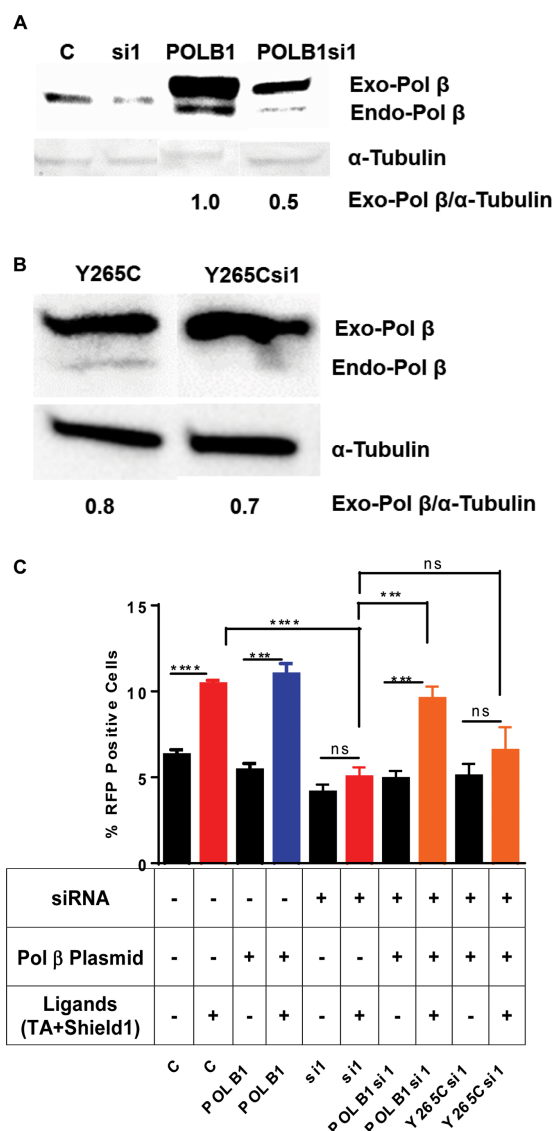 A
C si1 POLB1 POLB1si1
Exo-Pol β
Endo-Pol β
α-Tubulin
1.0 0.5 Exo-Pol β/α-Tubulin
B
Y265C Y265Csi1
Exo-Pol β
Endo-Pol β
α-Tubulin
0.8 0.7 Exo-Pol β/α-Tubulin
C
% RFP Positive Cells
15
10
5
0
ns
***
****
**** *** ns *** ns
siRNA - - - - + + + + + +
Pol β Plasmid - - + + - - + + + +
Ligands
(TA+Shield1) - + - + - + - + - +
C C POLB1 POLB1 si1 si1 POLB1si1 POLB1si1 Y265Csi1 Y265Csi1